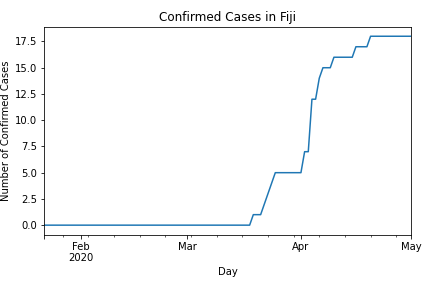 Confirmed Cases in Fiji
Number of Confirmed Cases
17.5
15.0
12.5
10.0
7.5
5.0
2.5
0.0
Feb
2020
Mar
Apr
May
Day